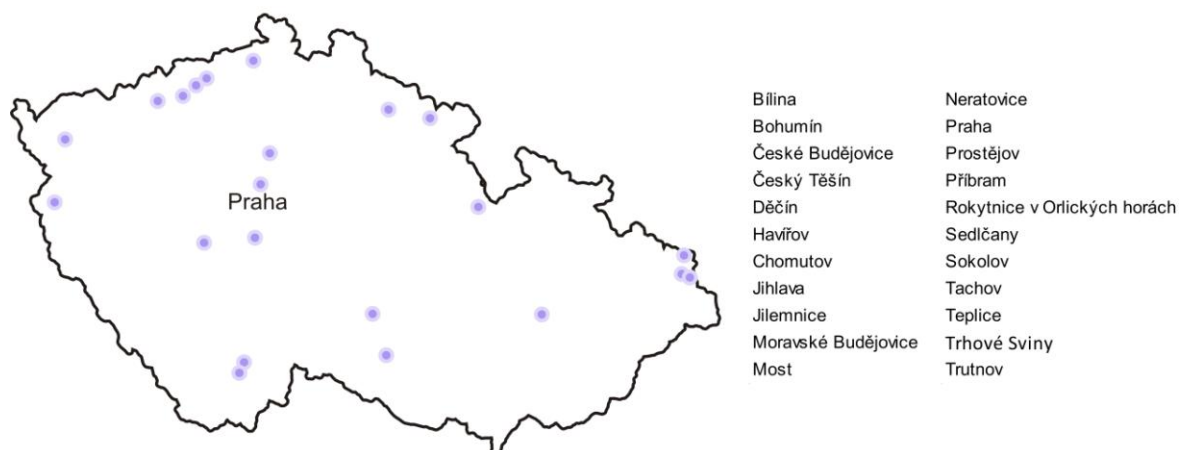 Praha
Bílina
Bohumín
České Budějovice
Český Těšín
Děčín
Havířov
Chomutov
Jihlava
Jilemnice
Moravské Budějovice
Most
Neratovice
Praha
Prostějov
Příbram
Rokytnice v Orlických horách
Sedlčany
Sokolov
Tachov
Teplice
Trhové Sviny
Trutnov